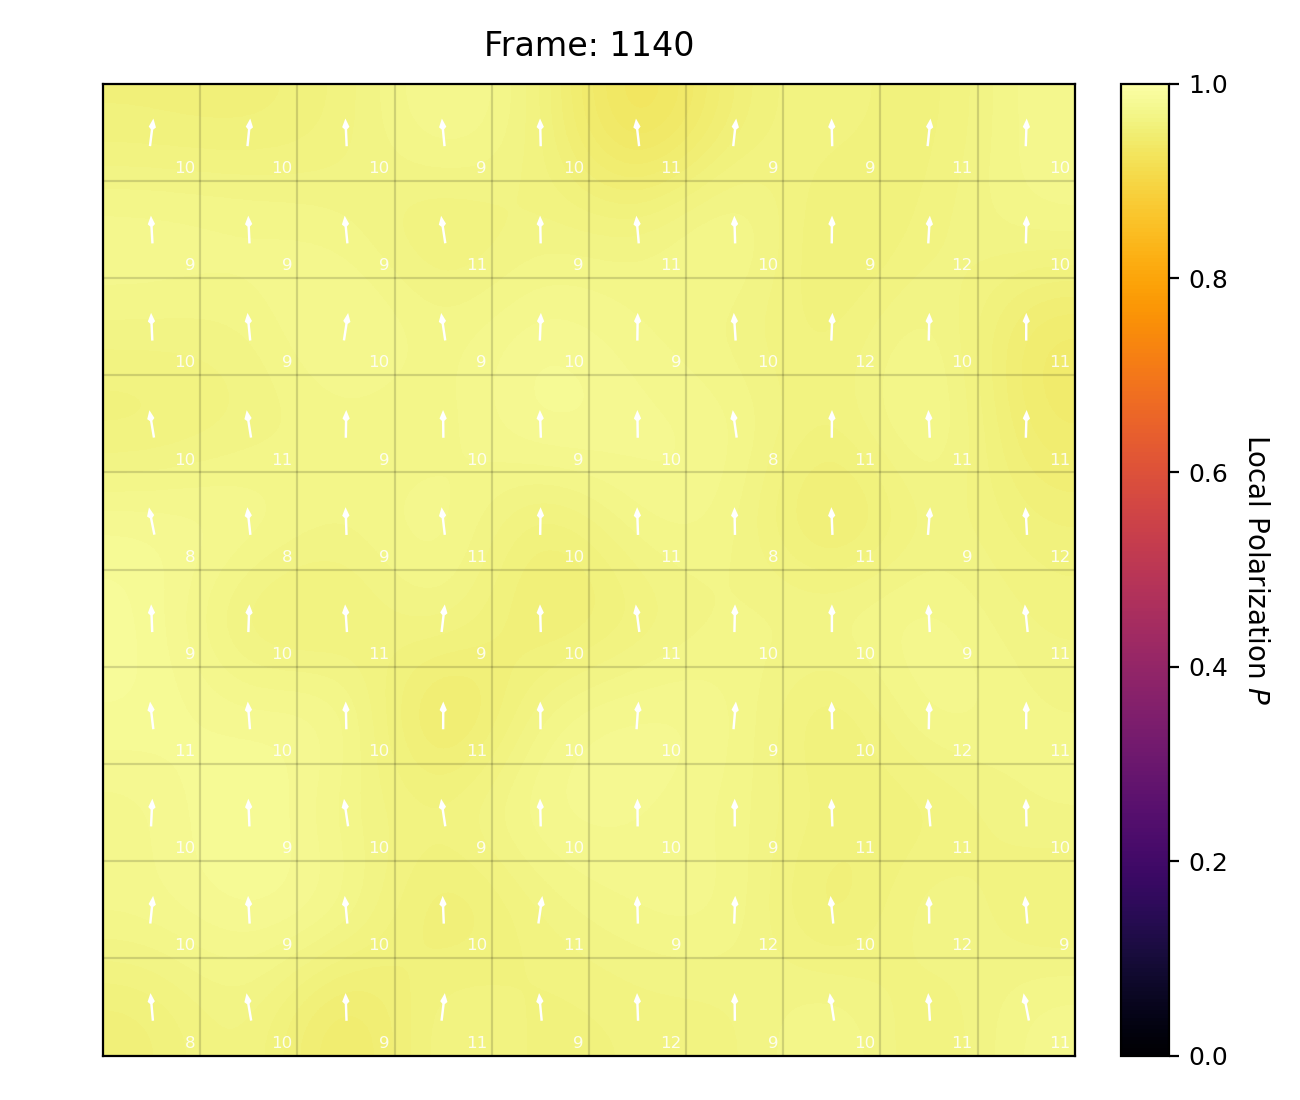 Frame: 1140
10 10 10 9 10 11 9 9 11 10
9 9 9 11 9 11 10 9 12 10
10 9 10 9 10 9 10 12 10 11
10 11 9 10 9 10 8 11 11 11
8 8 9 11 10 11 8 11 9 12
9 10 11 9 10 11 10 10 9 11
11 10 10 11 10 10 9 10 12 11
10 9 10 9 10 10 9 11 11 10
10 9 10 10 11 9 12 10 12 9
8 10 9 11 9 12 9 10 11 11
1.0
0.8
0.6
0.4
0.2
0.0
Local Polarization P